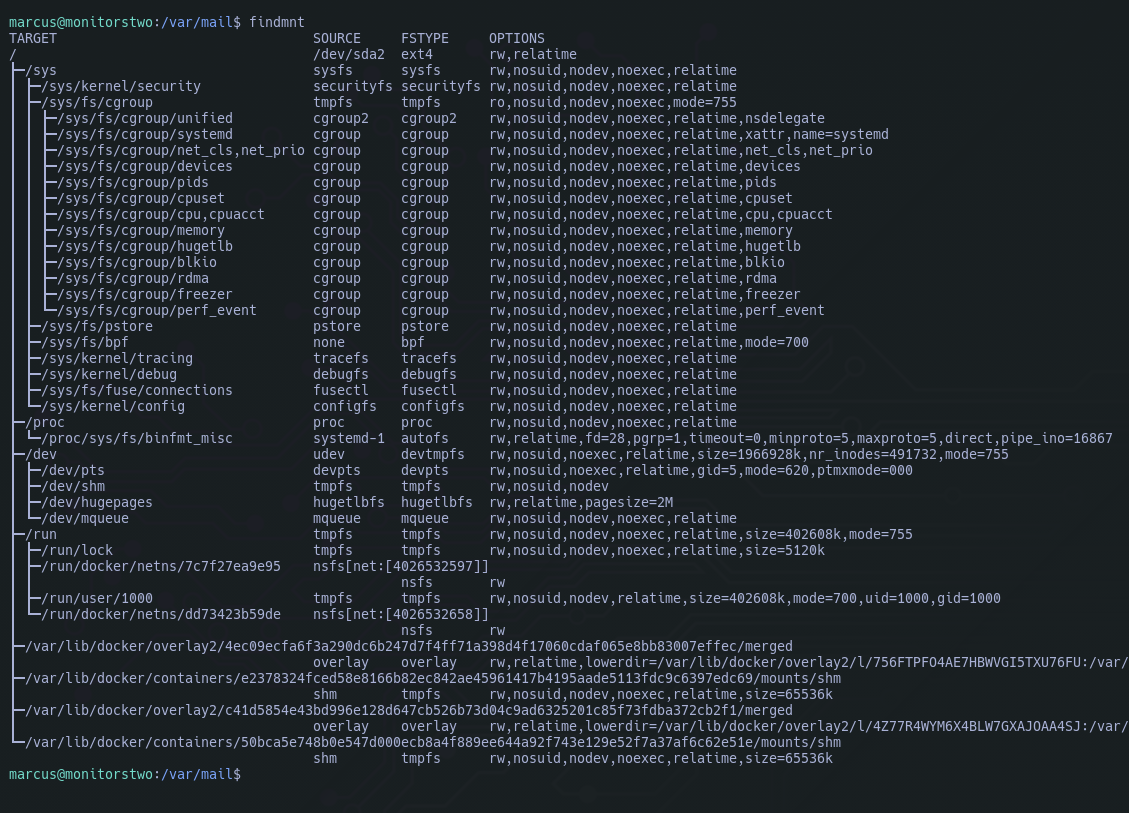 marcus@monitorstwo:/var/mail$ findmnt
TARGET                                SOURCE     FSTYPE     OPTIONS
/                                     /dev/sda2  ext4       rw,relatime
├─/sys                                sysfs      sysfs      rw,nosuid,nodev,noexec,relatime
│ ├─/sys/kernel/security              securityfs securityfs rw,nosuid,nodev,noexec,relatime
│ ├─/sys/fs/cgroup                    tmpfs      tmpfs      ro,nosuid,nodev,noexec,mode=755
│ │ ├─/sys/fs/cgroup/unified          cgroup2    cgroup2    rw,nosuid,nodev,noexec,relatime,nsdelegate
│ │ ├─/sys/fs/cgroup/systemd          cgroup     cgroup     rw,nosuid,nodev,noexec,relatime,xattr,name=systemd
│ │ ├─/sys/fs/cgroup/net_cls,net_prio cgroup     cgroup     rw,nosuid,nodev,noexec,relatime,net_cls,net_prio
│ │ ├─/sys/fs/cgroup/devices          cgroup     cgroup     rw,nosuid,nodev,noexec,relatime,devices
│ │ ├─/sys/fs/cgroup/pids             cgroup     cgroup     rw,nosuid,nodev,noexec,relatime,pids
│ │ ├─/sys/fs/cgroup/cpuset           cgroup     cgroup     rw,nosuid,nodev,noexec,relatime,cpuset
│ │ ├─/sys/fs/cgroup/cpu,cpuacct      cgroup     cgroup     rw,nosuid,nodev,noexec,relatime,cpu,cpuacct
│ │ ├─/sys/fs/cgroup/memory           cgroup     cgroup     rw,nosuid,nodev,noexec,relatime,memory
│ │ ├─/sys/fs/cgroup/hugetlb          cgroup     cgroup     rw,nosuid,nodev,noexec,relatime,hugetlb
│ │ ├─/sys/fs/cgroup/blkio            cgroup     cgroup     rw,nosuid,nodev,noexec,relatime,blkio
│ │ ├─/sys/fs/cgroup/rdma             cgroup     cgroup     rw,nosuid,nodev,noexec,relatime,rdma
│ │ ├─/sys/fs/cgroup/freezer          cgroup     cgroup     rw,nosuid,nodev,noexec,relatime,freezer
│ │ └─/sys/fs/cgroup/perf_event       cgroup     cgroup     rw,nosuid,nodev,noexec,relatime,perf_event
│ ├─/sys/fs/pstore                    pstore     pstore     rw,nosuid,nodev,noexec,relatime
│ ├─/sys/fs/bpf                       none       bpf        rw,nosuid,nodev,noexec,relatime,mode=700
│ ├─/sys/kernel/tracing               tracefs    tracefs    rw,nosuid,nodev,noexec,relatime
│ ├─/sys/kernel/debug                 debugfs    debugfs    rw,nosuid,nodev,noexec,relatime
│ ├─/sys/fs/fuse/connections          fusectl    fusectl    rw,nosuid,nodev,noexec,relatime
│ └─/sys/kernel/config                configfs   configfs   rw,nosuid,nodev,noexec,relatime
├─/proc                               proc       proc       rw,nosuid,nodev,noexec,relatime
│ └─/proc/sys/fs/binfmt_misc          systemd-1  autofs     rw,relatime,fd=28,pgrp=1,timeout=0,minproto=5,maxproto=5,direct,pipe_ino=16867
├─/dev                                udev       devtmpfs   rw,nosuid,noexec,relatime,size=1966928k,nr_inodes=491732,mode=755
│ ├─/dev/pts                          devpts     devpts     rw,nosuid,noexec,relatime,gid=5,mode=620,ptmxmode=000
│ ├─/dev/shm                          tmpfs      tmpfs      rw,nosuid,nodev
│ ├─/dev/hugepages                    hugetlbfs  hugetlbfs  rw,relatime,pagesize=2M
│ └─/dev/mqueue                       mqueue     mqueue     rw,nosuid,nodev,noexec,relatime
├─/run                                tmpfs      tmpfs      rw,nosuid,nodev,noexec,relatime,size=402608k,mode=755
│ ├─/run/lock                         tmpfs      tmpfs      rw,nosuid,nodev,noexec,relatime,size=5120k
│ ├─/run/docker/netns/7c7f27ea9e95    nsfs[net:[4026532597]]
│ │                                              nsfs       rw
│ ├─/run/user/1000                    tmpfs      tmpfs      rw,nosuid,nodev,relatime,size=402608k,mode=700,uid=1000,gid=1000
│ └─/run/docker/netns/dd73423b59de    nsfs[net:[4026532658]]
│                                                nsfs       rw
├─/var/lib/docker/overlay2/4ec09ecfa6f3a290dc6b247d7f4ff71a398d4f17060cdaf065e8bb83007effec/merged
│                                     overlay    overlay    rw,relatime,lowerdir=/var/lib/docker/overlay2/l/756FTPFO4AE7HBWVGI5TXU76FU:/var/
├─/var/lib/docker/containers/e2378324fced58e8166b82ec842ae45961417b4195aade5113fdc9c6397edc69/mounts/shm
│                                     shm        tmpfs      rw,nosuid,nodev,noexec,relatime,size=65536k
├─/var/lib/docker/overlay2/c41d5854e43bd996e128d647cb526b73d04c9ad6325201c85f73fdba372cb2f1/merged
│                                     overlay    overlay    rw,relatime,lowerdir=/var/lib/docker/overlay2/l/4Z77R4WYM6X4BLW7GXAJOAA4SJ:/var/
└─/var/lib/docker/containers/50bca5e748b0e547d000ecb8a4f889ee644a92f743e129e52f7a37af6c62e51e/mounts/shm
                                      shm        tmpfs      rw,nosuid,nodev,noexec,relatime,size=65536k
marcus@monitorstwo:/var/mail$